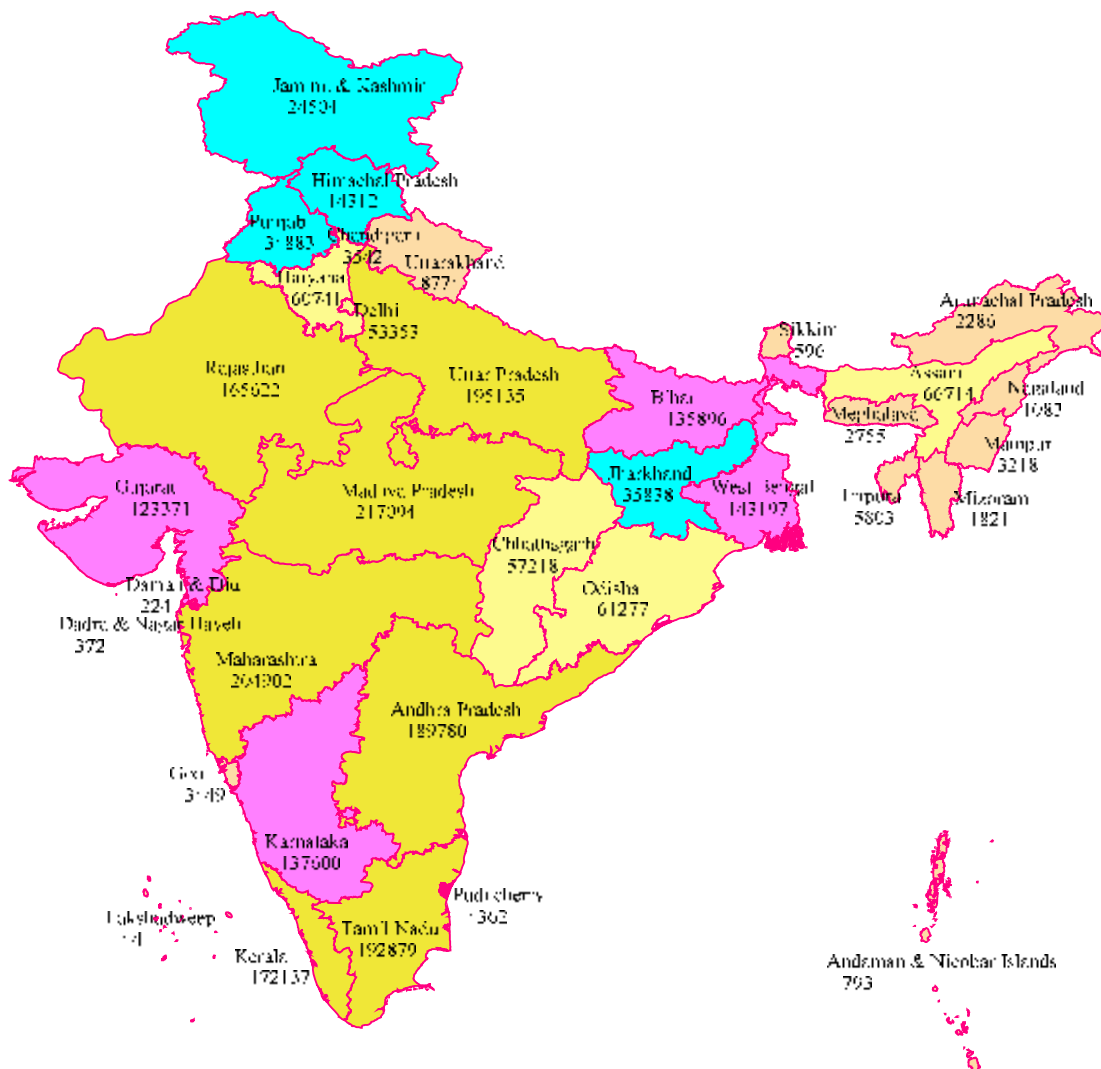 Jammu & Kashmir
24504
Himachal Pradesh
14312
Punjab
Chandigarh
3542
Uttarakhand
Haryana
60741
Delhi
53353
Arunachal Pradesh
2286
Sikkim
596
Rajasthan
165622
Uttar Pradesh
195135
Bihar
135896
Assam
66714
Nagaland
Meghalaya
2755
Manipur
3218
Gujarat
123371
Madhya Pradesh
217094
Jharkhand
35838
West Bengal
143197
Tripura
5803
Mizoram
1821
Chhattisgarh
57218
Odisha
61277
Daman & Diu
224
Dadra & Nagar Haveli
372
Maharashtra
204902
Andhra Pradesh
189780
Goa
Karnataka
137600
Puducherry
Lakshadweep
Tamil Nadu
192879
Kerala
172137
Andaman & Nicobar Islands
793